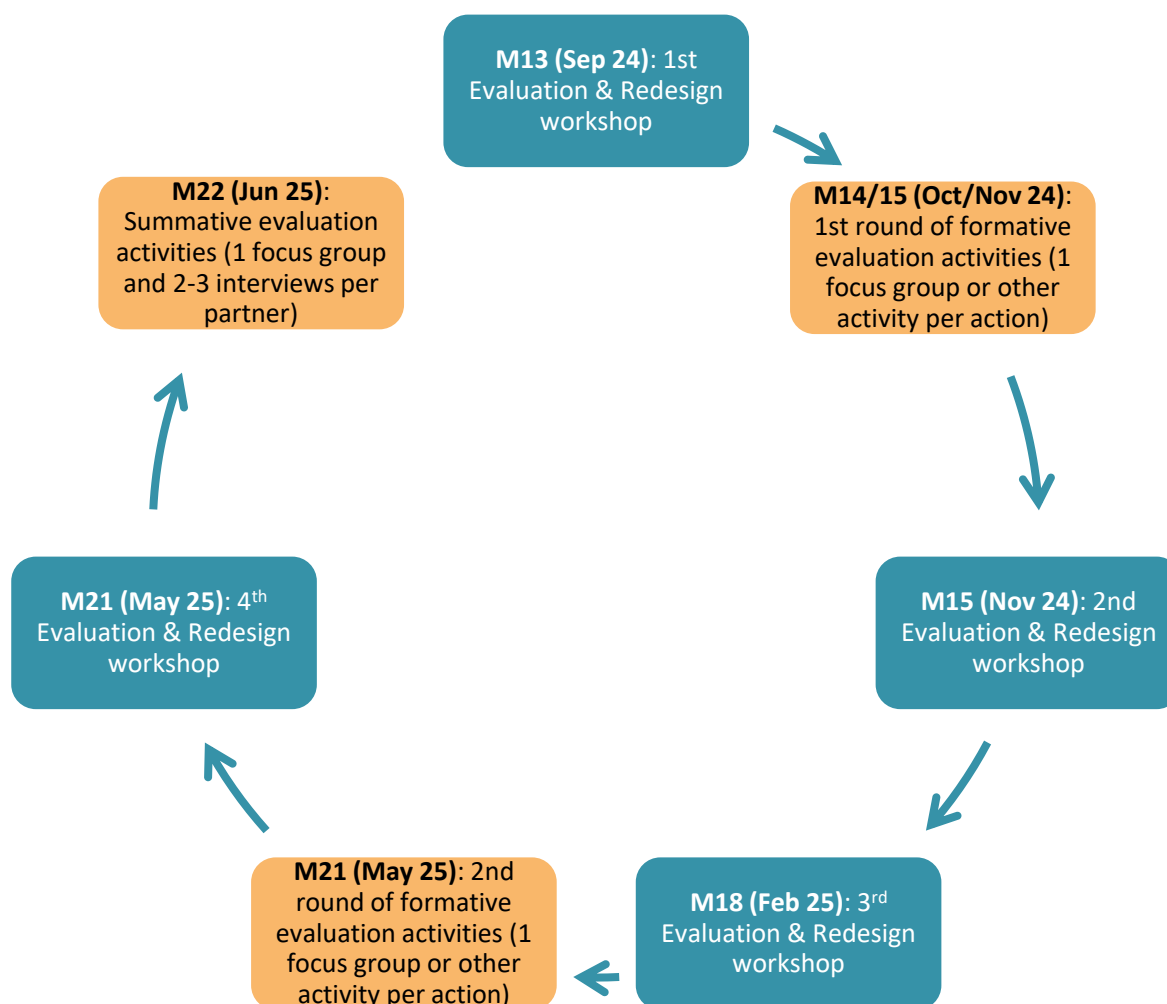 M13 (Sep 24): 1st
Evaluation & Redesign
workshop
M14/15 (Oct/Nov 24):
1st round of formative
evaluation activities (1
focus group or other
activity per action)
M15 (Nov 24): 2nd
Evaluation & Redesign
workshop
M18 (Feb 25): 3rd
Evaluation & Redesign
workshop
M21 (May 25): 2nd
round of formative
evaluation activities (1
focus group or other
activity per action)
M21 (May 25): 4th
Evaluation & Redesign
workshop
M22 (Jun 25):
Summative evaluation
activities (1 focus group
and 2-3 interviews per
partner)